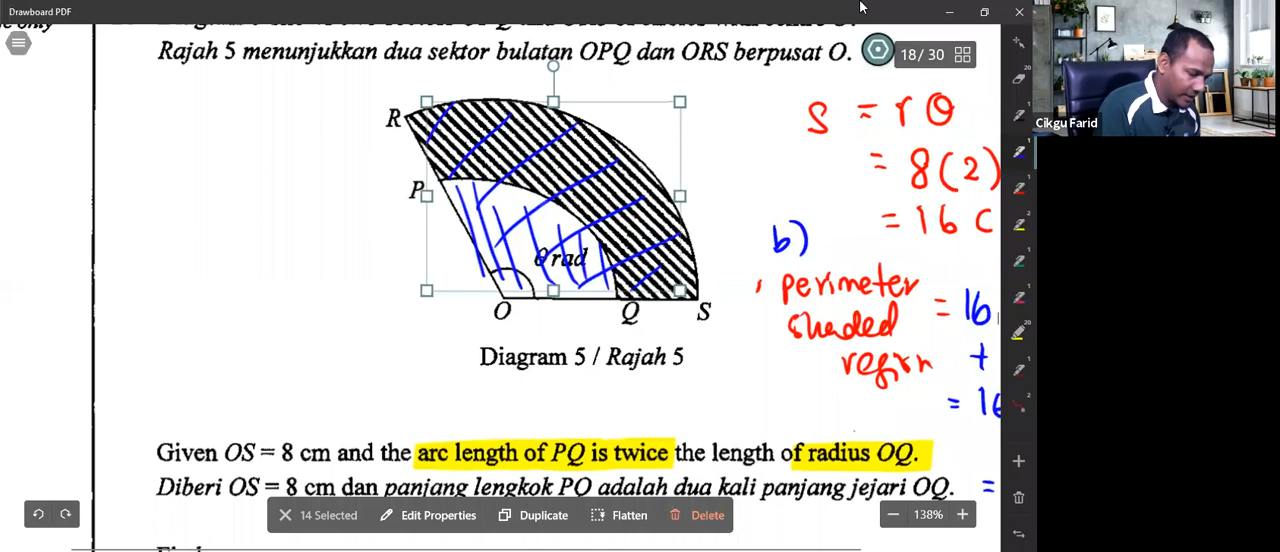 Drawboard PDF
Rajah 5 menunjukkan dua sektor bulatan OPQ dan ORS berpusat O.
18 / 30
Cikgu Farid
R
P
θ rad
O
Q
S
Diagram 5 / Rajah 5
S = r θ
= 8 ( 2 )
= 16 c
b)
perimeter
shaded
region
= 16
+
= 16
Given OS = 8 cm and the arc length of PQ is twice the length of radius OQ.
Diberi OS = 8 cm dan panjang lengkok PQ adalah dua kali panjang jejari OQ.
=
14 Selected
Edit Properties
Duplicate
Flatten
Delete
138%